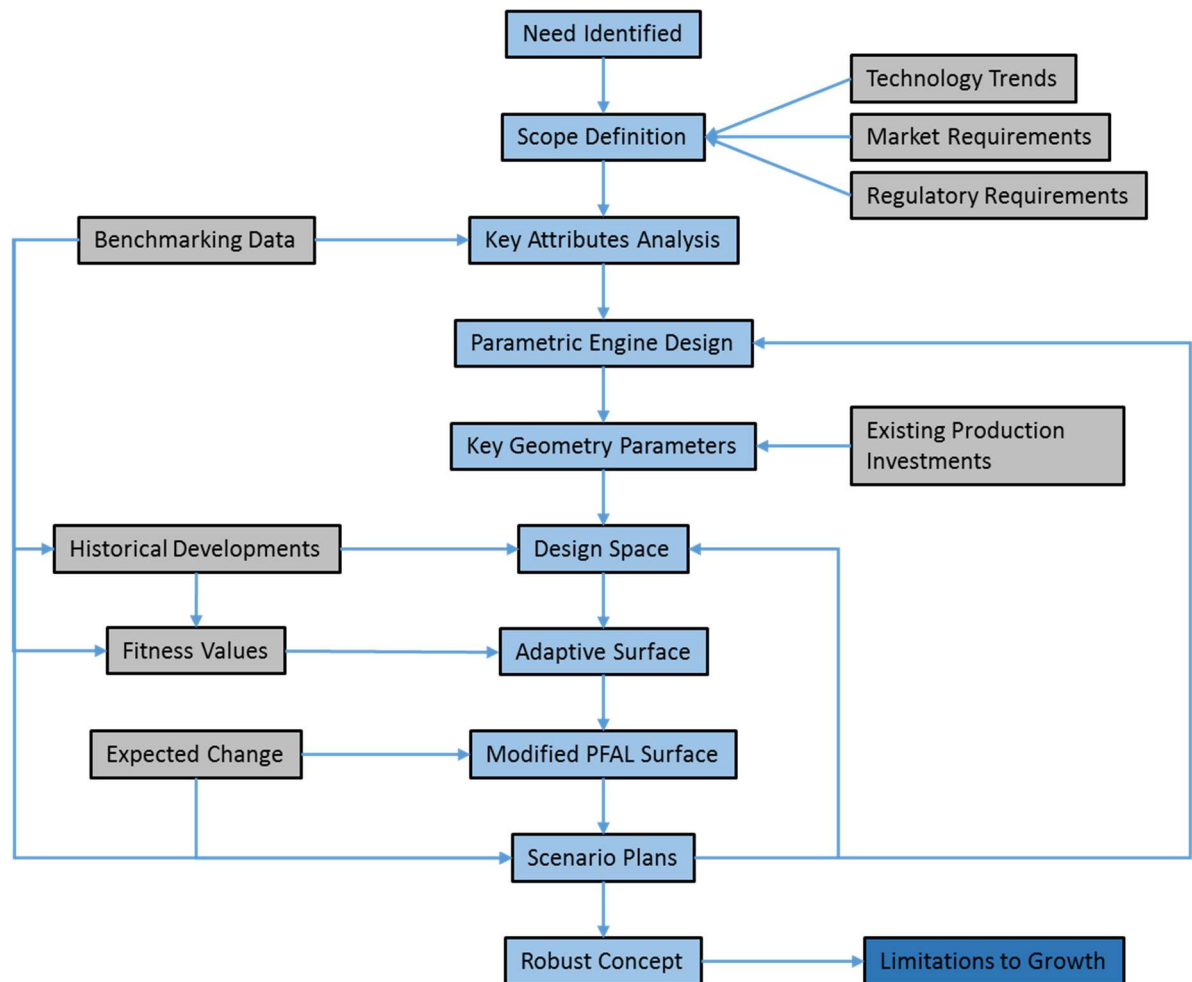 Need Identified
Technology Trends
Scope Definition
Market Requirements
Regulatory Requirements
Benchmarking Data
Key Attributes Analysis
Parametric Engine Design
Key Geometry Parameters
Existing Production
Investments
Historical Developments
Design Space
Fitness Values
Adaptive Surface
Expected Change
Modified PFAL Surface
Scenario Plans
Robust Concept
Limitations to Growth